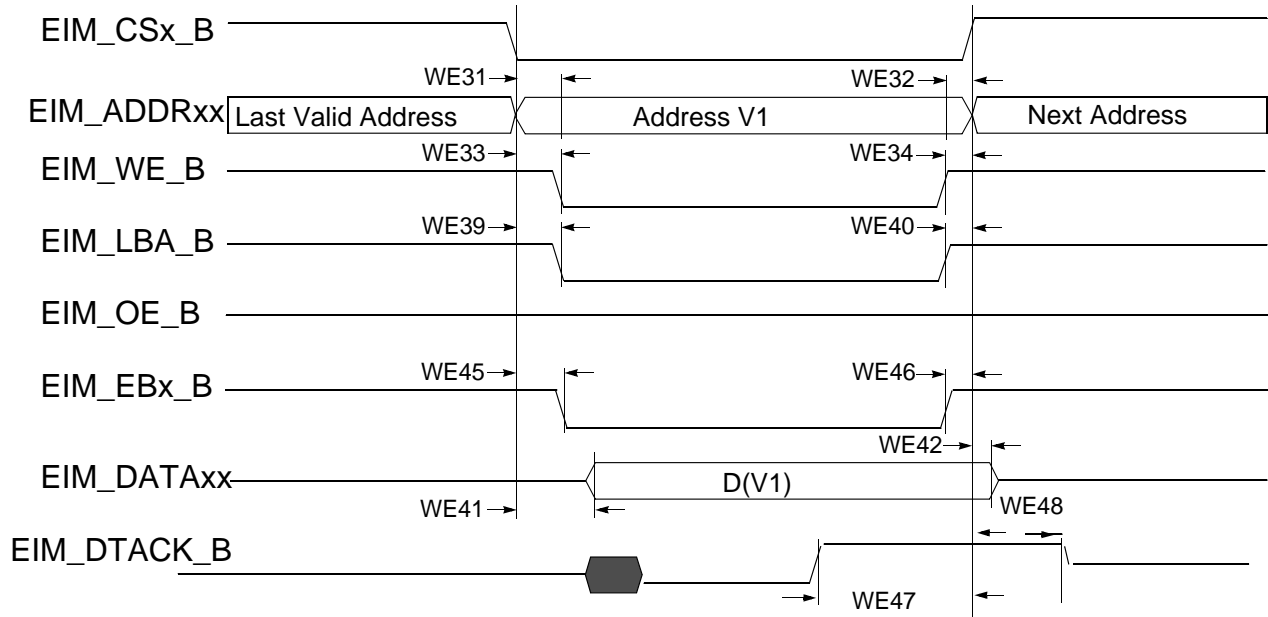 EIM_CSx_B
WE31
WE32
EIM_ADDRxx
Last Valid Address
Address V1
Next Address
WE33
WE34
EIM_WE_B
WE39
WE40
EIM_LBA_B
EIM_OE_B
WE45
WE46
EIM_EBx_B
WE42
EIM_DATAxx
D(V1)
WE41
WE48
EIM_DTACK_B
WE47